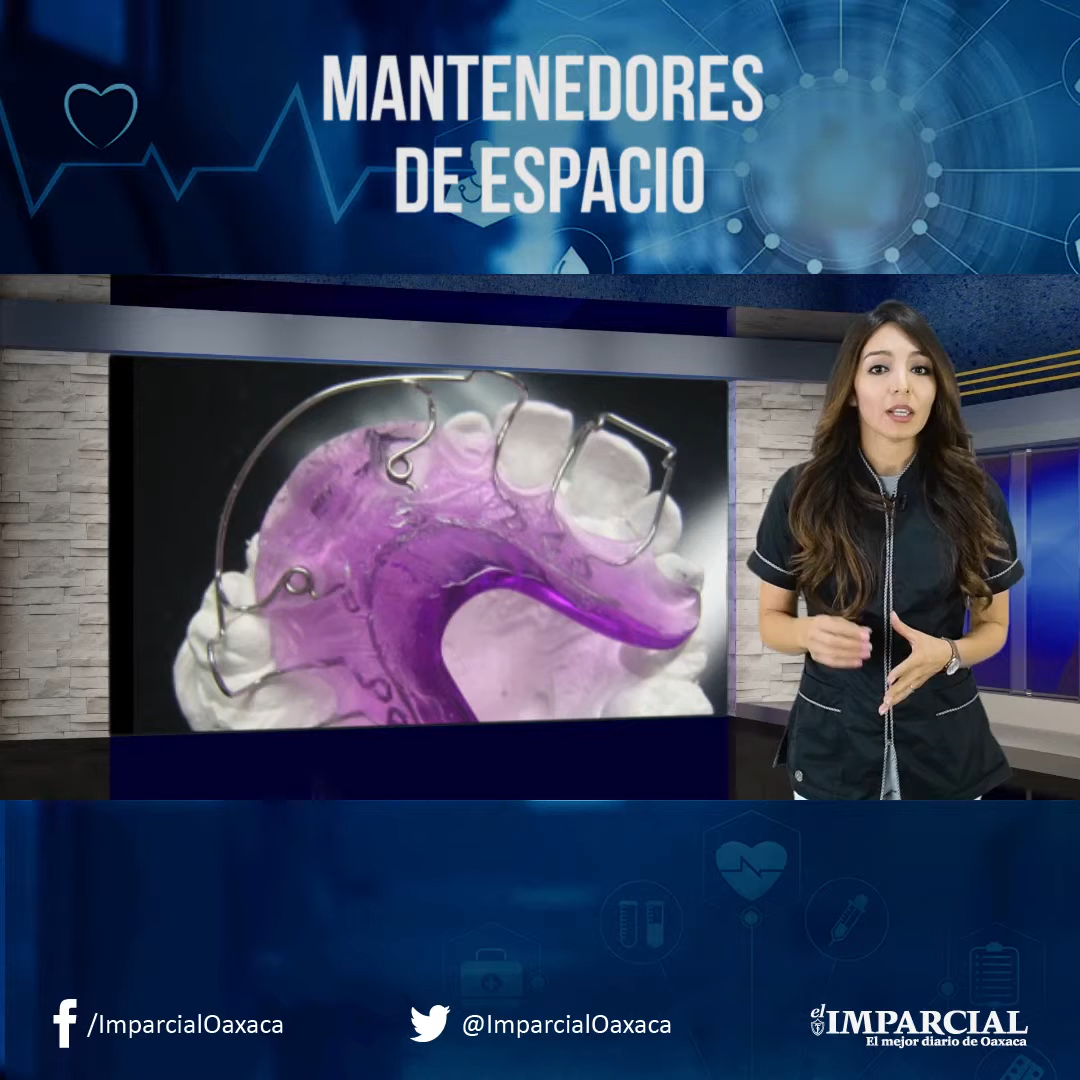 MANTENEDORES
DE ESPACIO
/ImparcialOaxaca
@ImparcialOaxaca
el IMPARCIAL
El mejor diario de Oaxaca